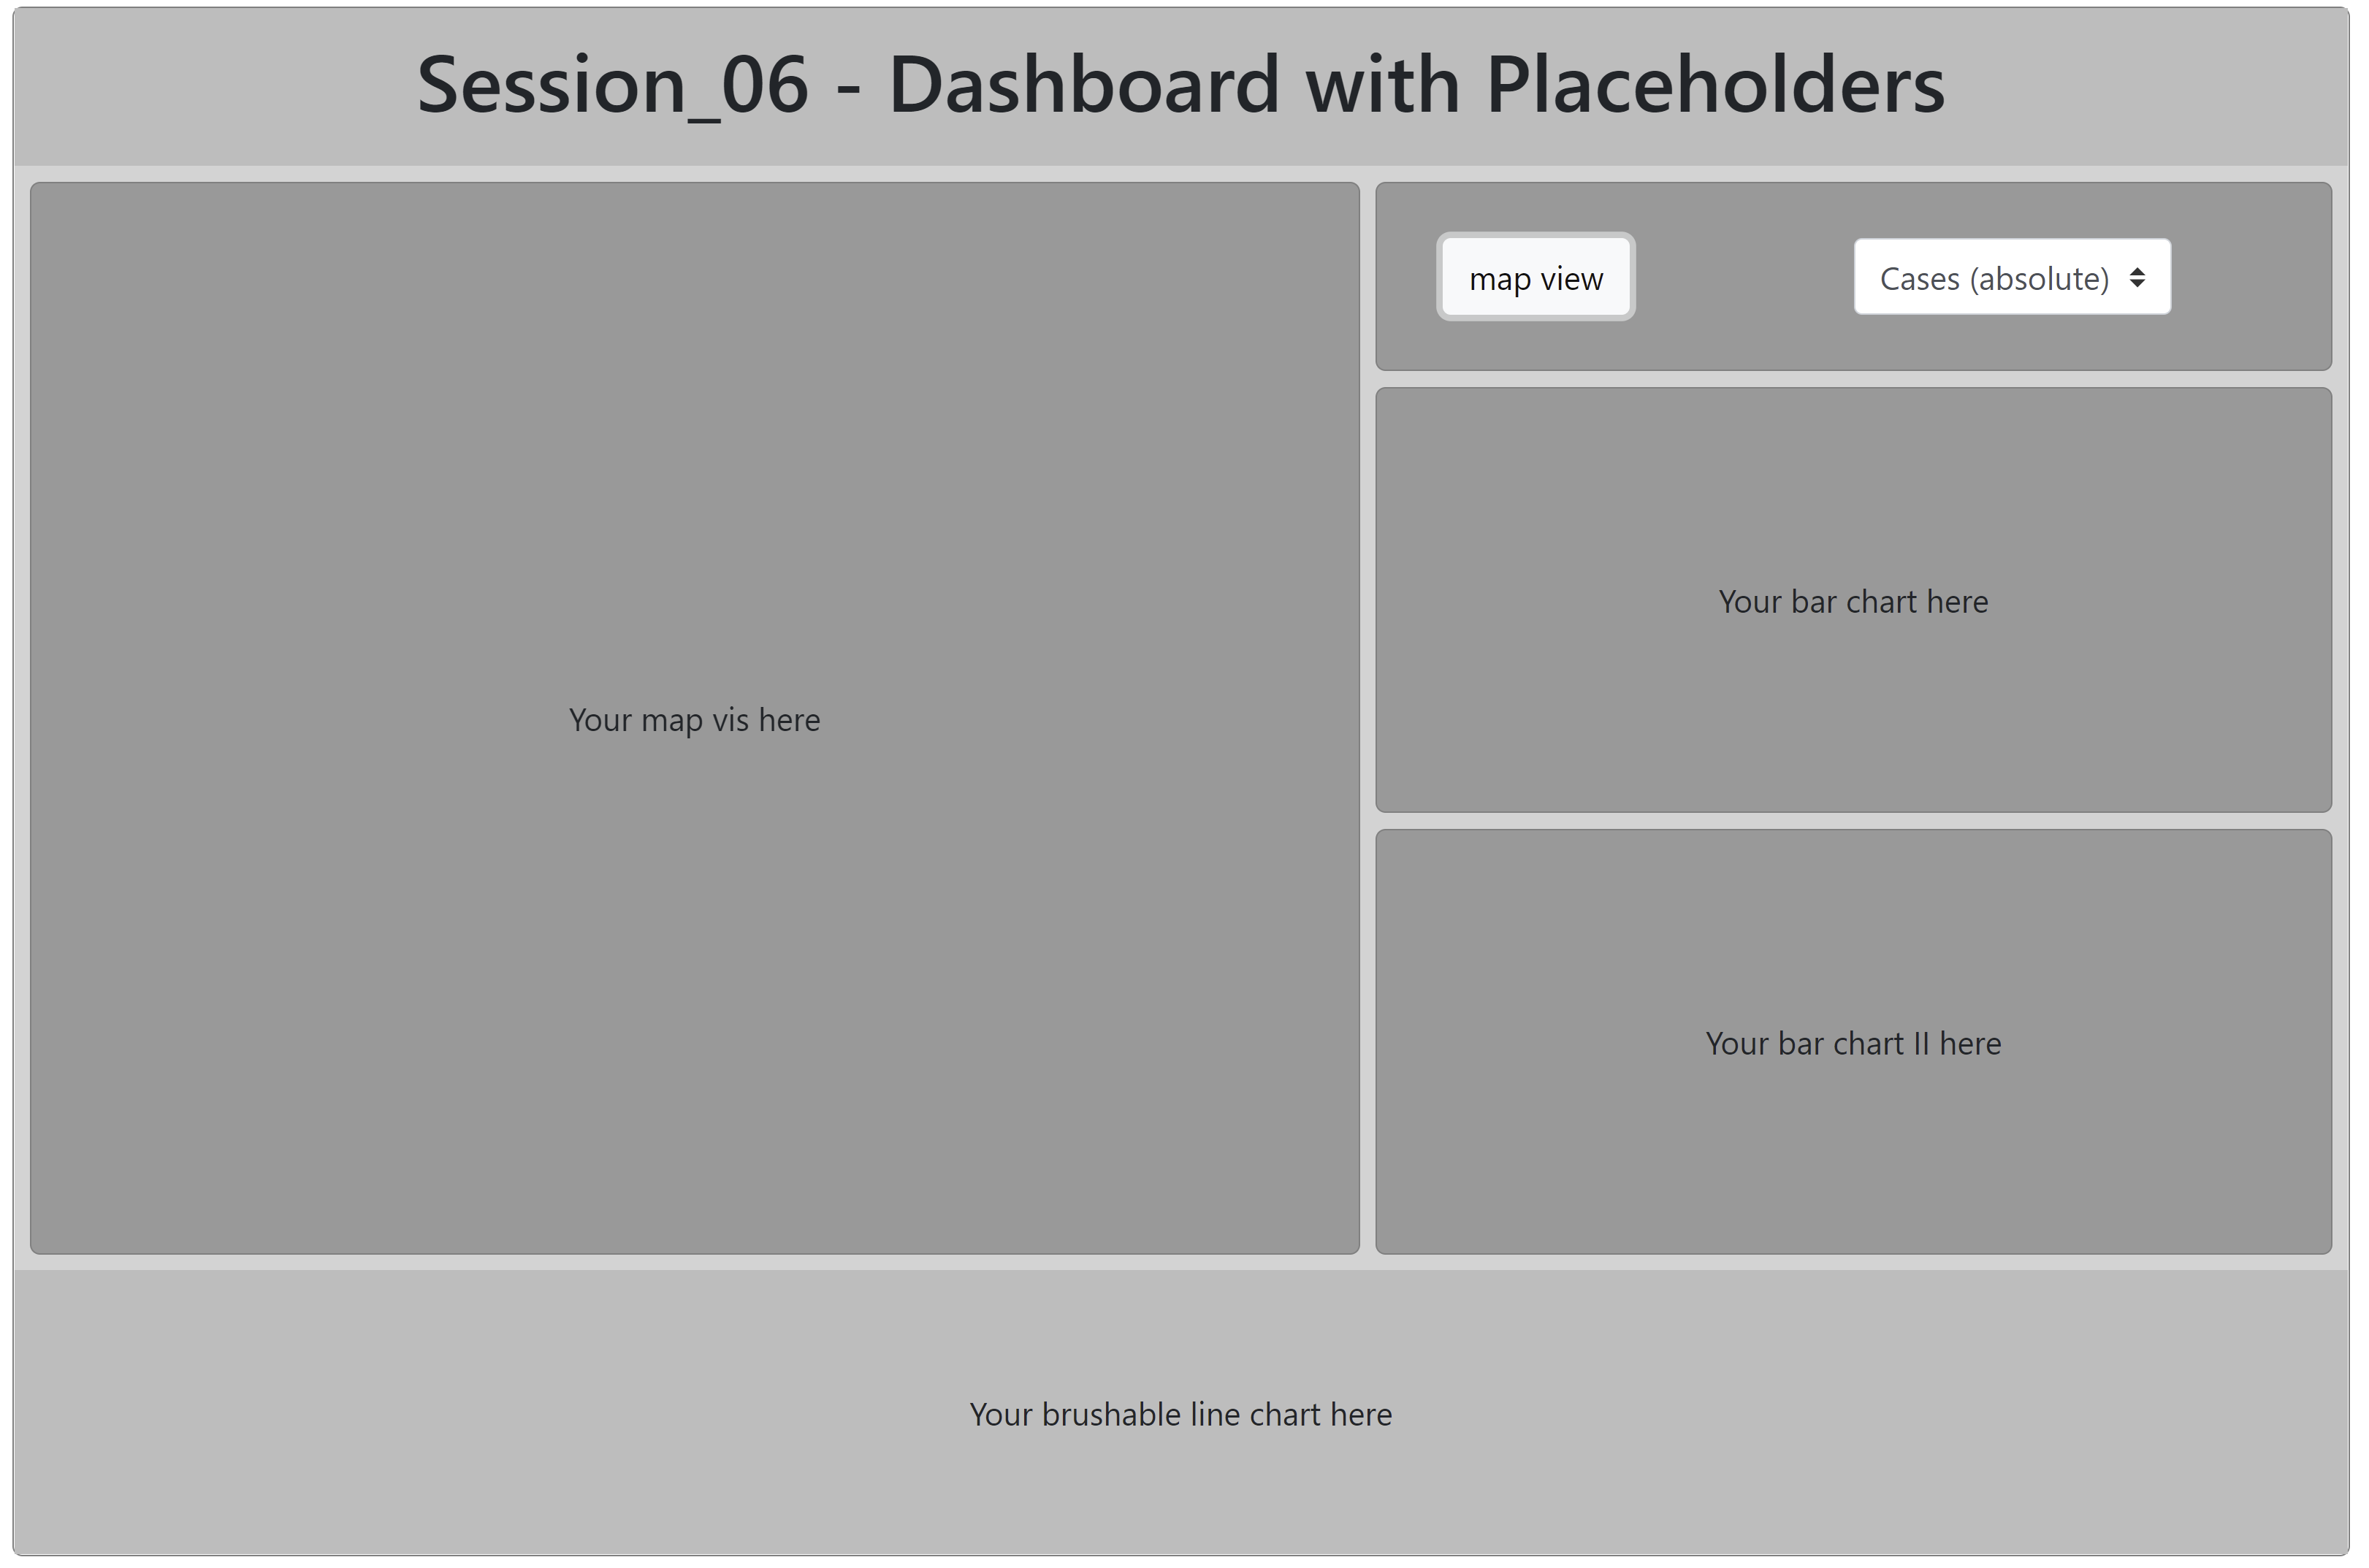 Session_06 - Dashboard with Placeholders
map view
Cases (absolute)
Your map vis here
Your bar chart here
Your bar chart II here
Your brushable line chart here